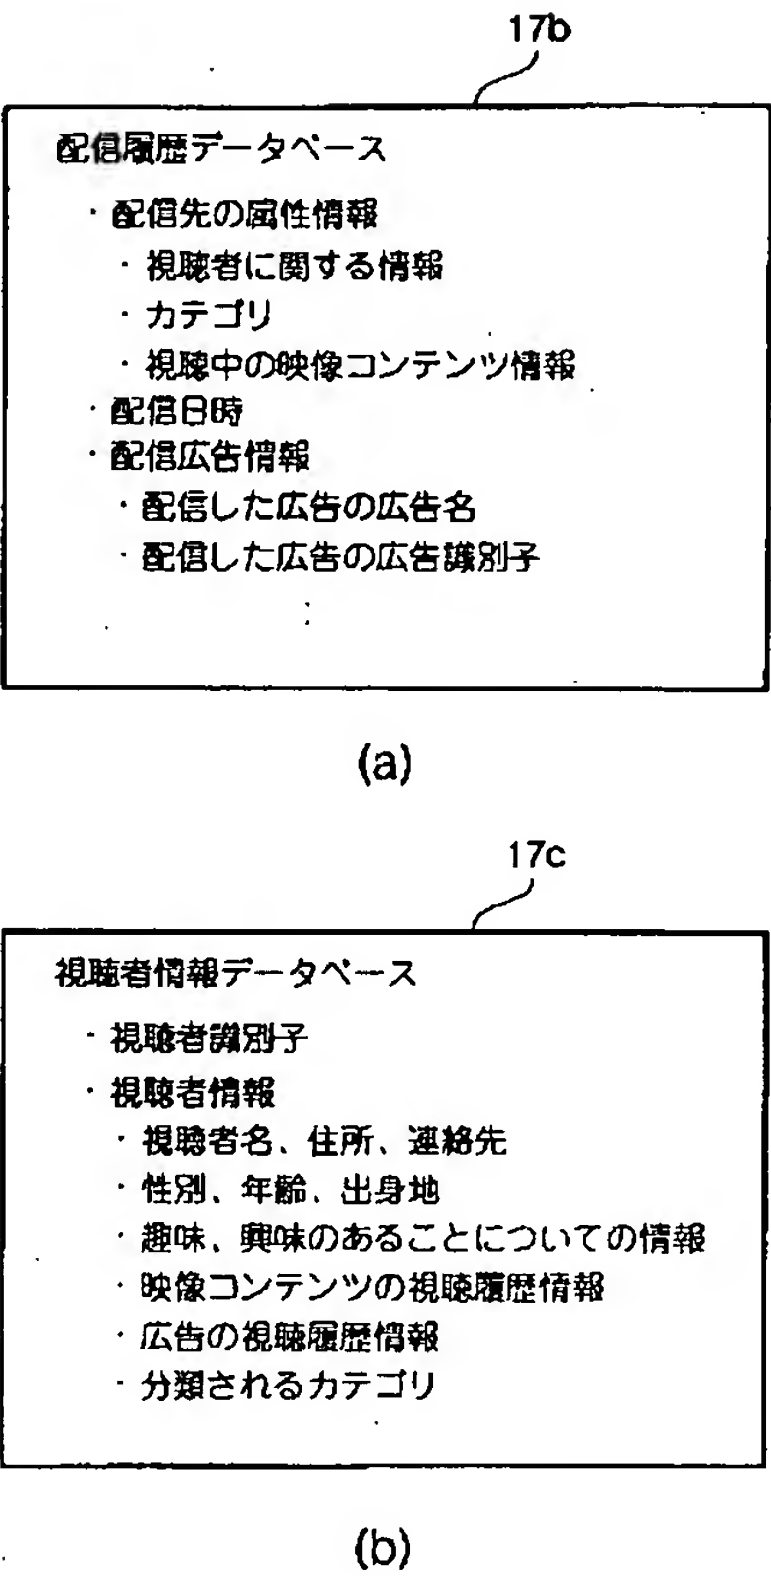 17b
配信履歴データベース
・配信先の属性情報
・視聴者に関する情報
・カテゴリ
・視聴中の映像コンテンツ情報
・配信日時
・配信広告情報
・配信した広告の広告名
・配信した広告の広告識別子
:
(a)
17c
視聴者情報データベース
・視聴者識別子
・視聴者情報
・視聴者名、住所、連絡先
・性別、年齢、出身地
・趣味、興味のあることについての情報
・映像コンテンツの視聴履歴情報
・広告の視聴履歴情報
・分類されるカテゴリ
(b)